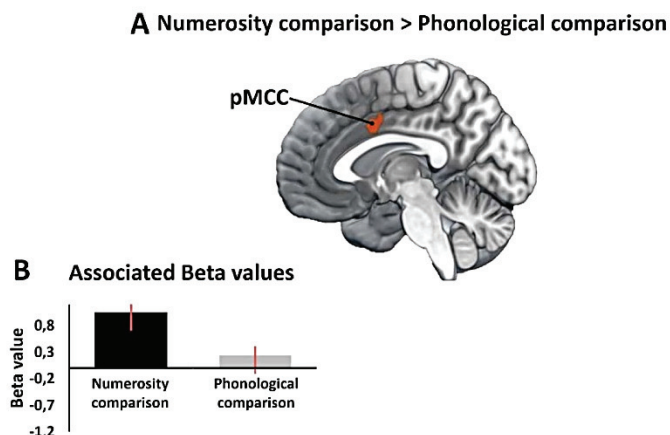 A Numerosity comparison > Phonological comparison
pMCC
B Associated Beta values
Beta value
0,8
0,3
-0,2
-0,7
-1,2
Numerosity
comparison
Phonological
comparison